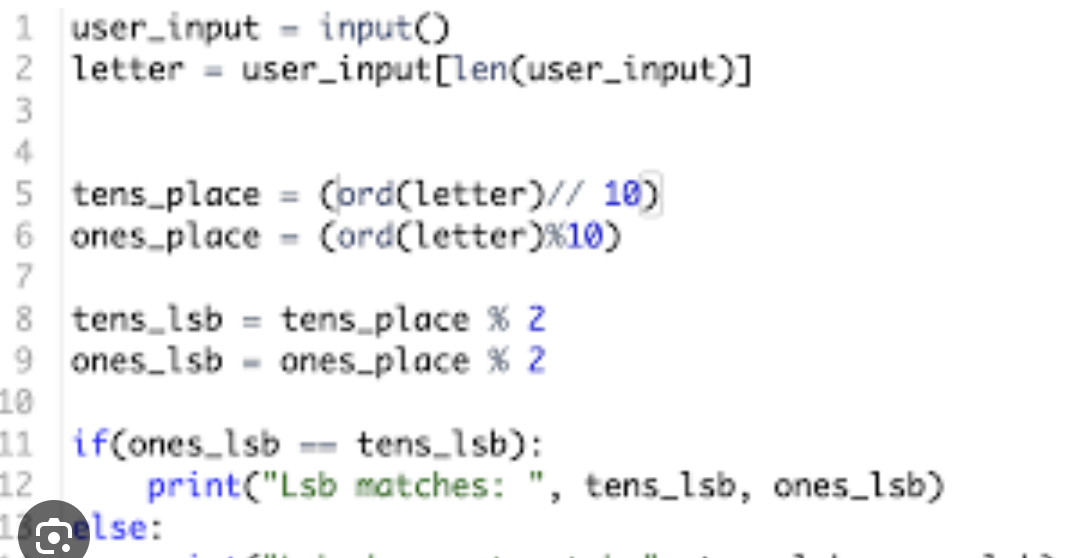 1 user_input = input()
2 letter = user_input[len(user_input)]
3
4
5 tens_place = (ord(letter)// 10)
6 ones_place = (ord(letter)%10)
7
8 tens_lsb = tens_place % 2
9 ones_lsb = ones_place % 2
10
11 if(ones_lsb == tens_lsb):
12 print("Lsb matches: ", tens_lsb, ones_lsb)
13 else: